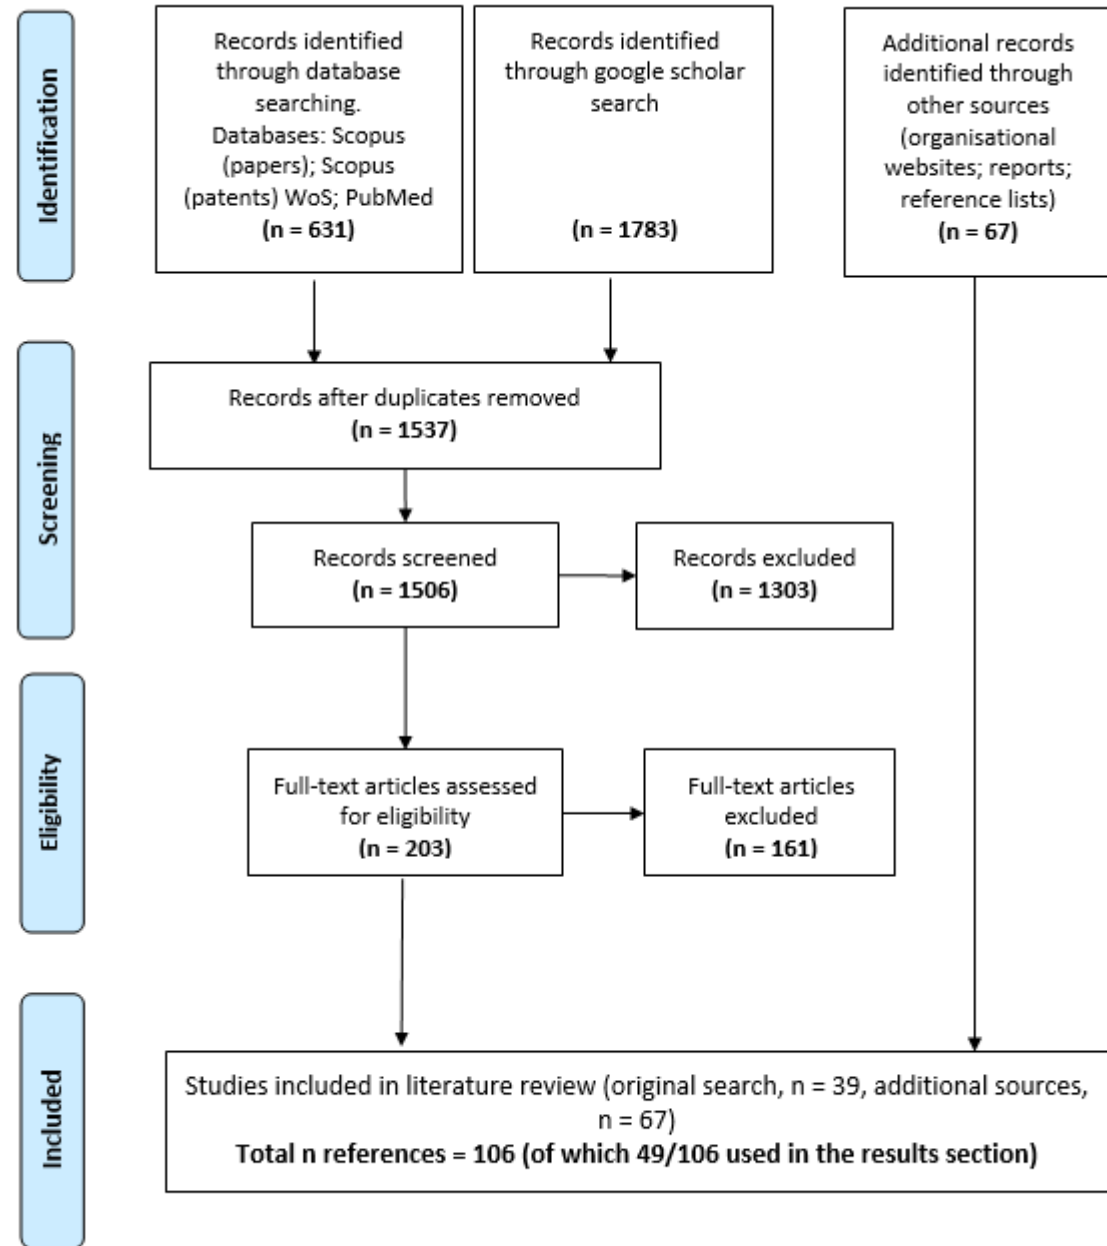 Identification
Records identified
through database
searching.
Databases: Scopus
(papers); Scopus
(patents) WoS; PubMed
(n = 631)
Records identified
through google scholar
search
(n = 1783)
Additional records
identified through
other sources
(organisational
websites; reports;
reference lists)
(n = 67)
Screening
Records after duplicates removed
(n = 1537)
Records screened
(n = 1506)
Records excluded
(n = 1303)
Eligibility
Full-text articles assessed
for eligibility
(n = 203)
Full-text articles
excluded
(n = 161)
Included
Studies included in literature review (original search, n = 39, additional sources,
n = 67)
Total n references = 106 (of which 49/106 used in the results section)